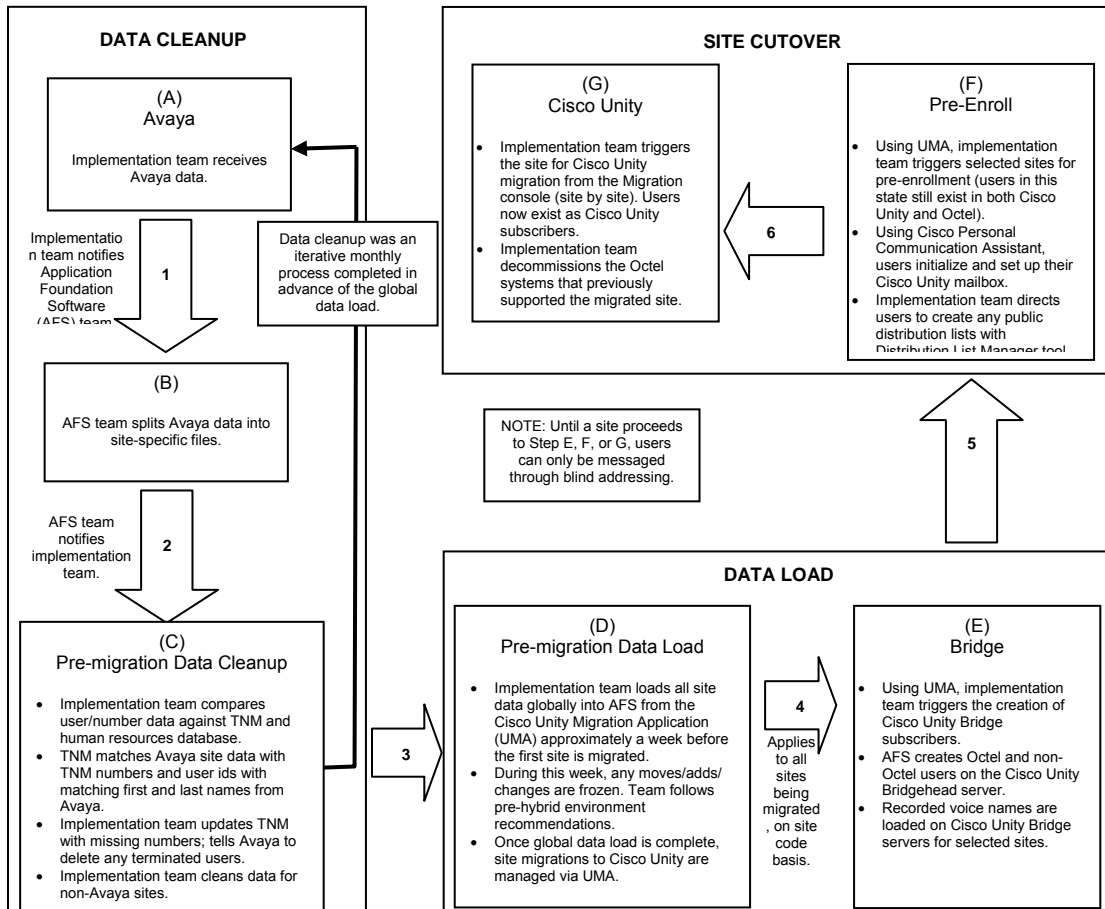 DATA CLEANUP
(A)
Avaya
Implementation team receives
Avaya data.
Implementatio
n team notifies
Application
Foundation
Software
(AFS) team
1
Data cleanup was an
iterative monthly
process completed in
advance of the global
data load.
(B)
AFS team splits Avaya data into
site-specific files.
AFS team
notifies
implementation
team.
2
(C)
Pre-migration Data Cleanup
• Implementation team compares
user/number data against TNM and
human resources database.
• TNM matches Avaya site data with
TNM numbers and user ids with
matching first and last names from
Avaya.
• Implementation team updates TNM
with missing numbers; tells Avaya to
delete any terminated users.
• Implementation team cleans data for
non-Avaya sites.
3
DATA LOAD
(D)
Pre-migration Data Load
• Implementation team loads all site
data globally into AFS from the
Cisco Unity Migration Application
(UMA) approximately a week before
the first site is migrated.
• During this week, any moves/adds/
changes are frozen. Team follows
pre-hybrid environment
recommendations.
• Once global data load is complete,
site migrations to Cisco Unity are
managed via UMA.
4
Applies
to all
sites
being
migrated
, on site
code
basis.
(E)
Bridge
• Using UMA, implementation
team triggers the creation of
Cisco Unity Bridge
subscribers.
• AFS creates Octel and non-
Octel users on the Cisco Unity
Bridgehead server.
• Recorded voice names are
loaded on Cisco Unity Bridge
servers for selected sites.
5
NOTE: Until a site proceeds
to Step E, F, or G, users
can only be messaged
through blind addressing.
SITE CUTOVER
(F)
Pre-Enroll
• Using UMA, implementation
team triggers selected sites for
pre-enrollment (users in this
state still exist in both Cisco
Unity and Octel).
• Using Cisco Personal
Communication Assistant,
users initialize and set up their
Cisco Unity mailbox.
• Implementation team directs
users to create any public
distribution lists with
Distribution List Manager tool
6
(G)
Cisco Unity
• Implementation team triggers
the site for Cisco Unity
migration from the Migration
console (site by site). Users
now exist as Cisco Unity
subscribers.
• Implementation team
decommissions the Octel
systems that previously
supported the migrated site.